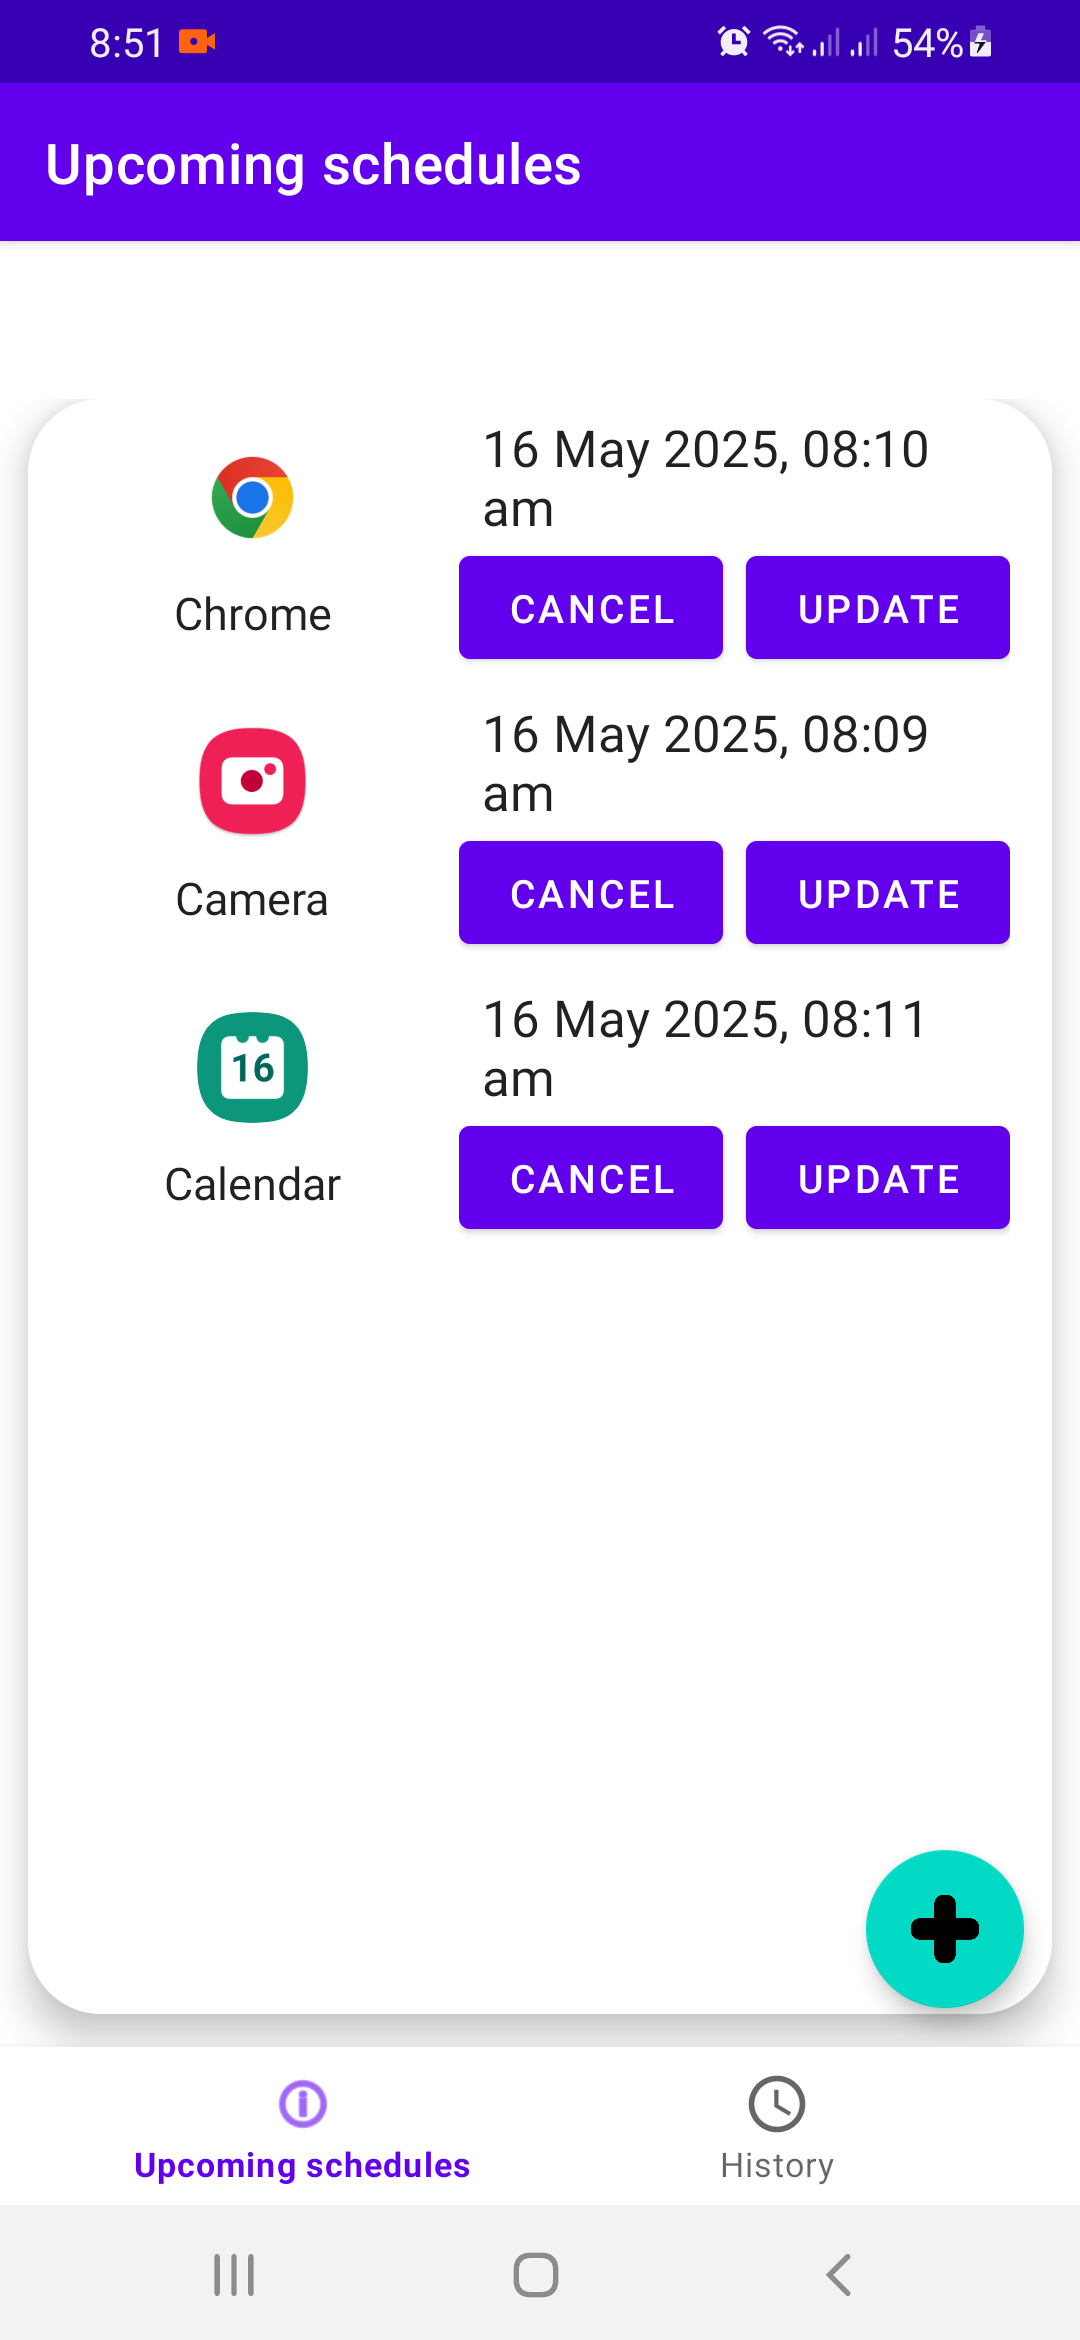 8:51 54%
Upcoming schedules
16 May 2025, 08:10
am
Chrome
CANCEL UPDATE
16 May 2025, 08:09
am
Camera
CANCEL UPDATE
16 May 2025, 08:11
am
16
Calendar
CANCEL UPDATE
Upcoming schedules History